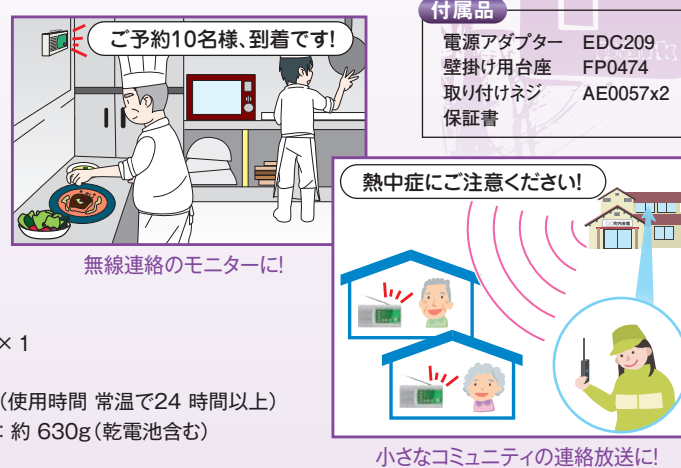 ご予約10名様、到着です!
無線連絡のモニターに!
付属品
電源アダプター EDC209
壁掛け用台座 FP0474
取り付けネジ AE0057x2
保証書
熱中症にご注意ください!
小さなコミュニティの連絡放送に!
× 1
(使用時間 常温で24 時間以上)
: 約 630g(乾電池含む)